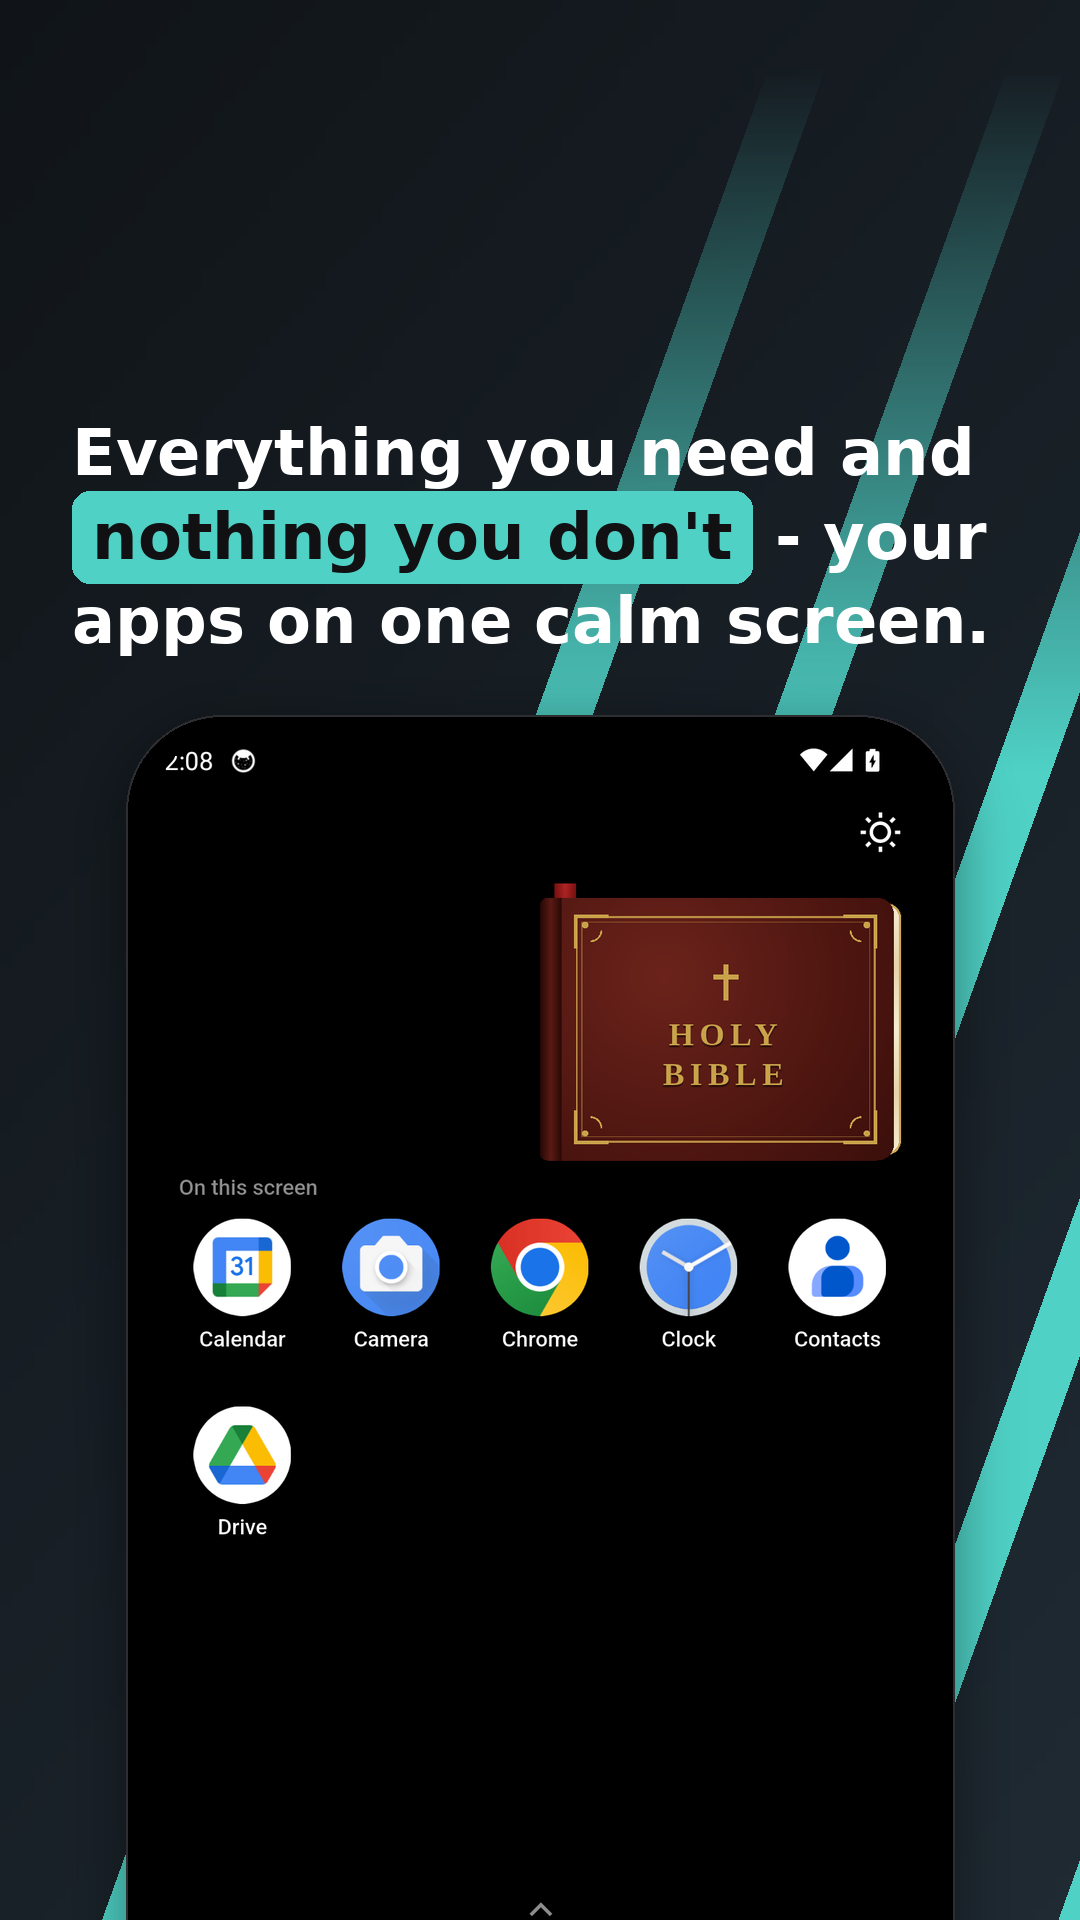 Everything you need and
nothing you don't - your
apps on one calm screen.
2:08
HOLY
BIBLE
On this screen
31
Calendar Camera Chrome Clock Contacts
Drive